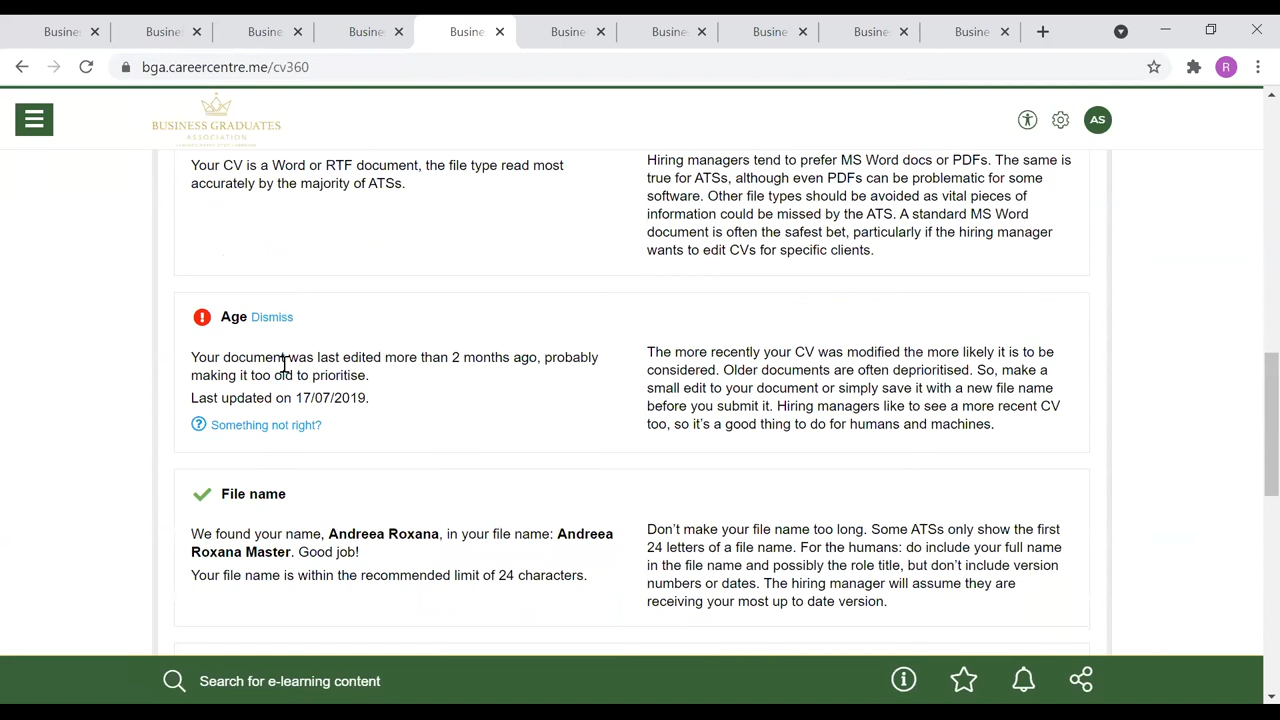 Busine
Busine
Busine
Busine
Busine
Busine
Busine
Busine
Busine
Busine
bga.careercentre.me/cv360
R
BUSINESS GRADUATES
ASSOCIATION
AS
Your CV is a Word or RTF document, the file type read most
accurately by the majority of ATSs.
Hiring managers tend to prefer MS Word docs or PDFs. The same is
true for ATSs, although even PDFs can be problematic for some
software. Other file types should be avoided as vital pieces of
information could be missed by the ATS. A standard MS Word
document is often the safest bet, particularly if the hiring manager
wants to edit CVs for specific clients.
Age Dismiss
Your document was last edited more than 2 months ago, probably
making it too old to prioritise.
Last updated on 17/07/2019.
Something not right?
The more recently your CV was modified the more likely it is to be
considered. Older documents are often deprioritised. So, make a
small edit to your document or simply save it with a new file name
before you submit it. Hiring managers like to see a more recent CV
too, so it's a good thing to do for humans and machines.
File name
We found your name, Andreea Roxana, in your file name: Andreea
Roxana Master. Good job!
Your file name is within the recommended limit of 24 characters.
Don't make your file name too long. Some ATSs only show the first
24 letters of a file name. For the humans: do include your full name
in the file name and possibly the role title, but don't include version
numbers or dates. The hiring manager will assume they are
receiving your most up to date version.
Search for e-learning content